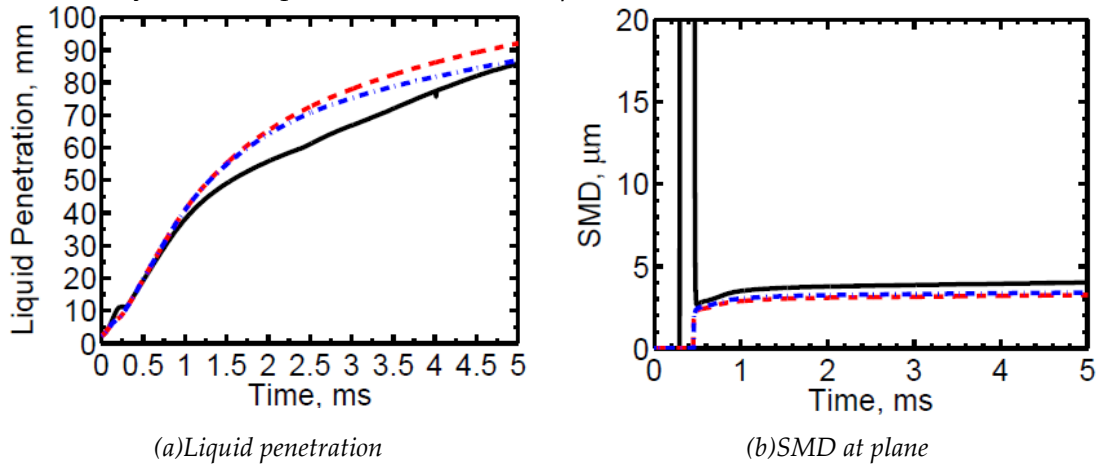 100
90
80
70
60
50
40
30
20
10
0
Liquid Penetration, mm
0 0.5 1 1.5 2 2.5 3 3.5 4 4.5 5
Time, ms
(a)Liquid penetration
20
15
10
5
0
SMD, μm
0 1 2 3 4 5
Time, ms
(b)SMD at plane